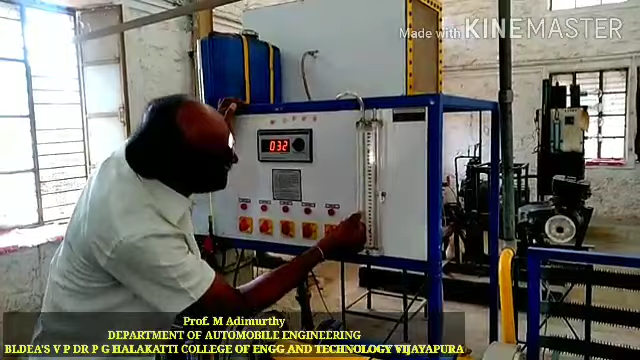 Made with KINEMASTER
032
Prof. M Adimurthy
DEPARTMENT OF AUTOMOBILE ENGINEERING
BLDEA'S V P DR P G HALAKATTI COLLEGE OF ENGG AND TECHNOLOGY VIJAYAPURA